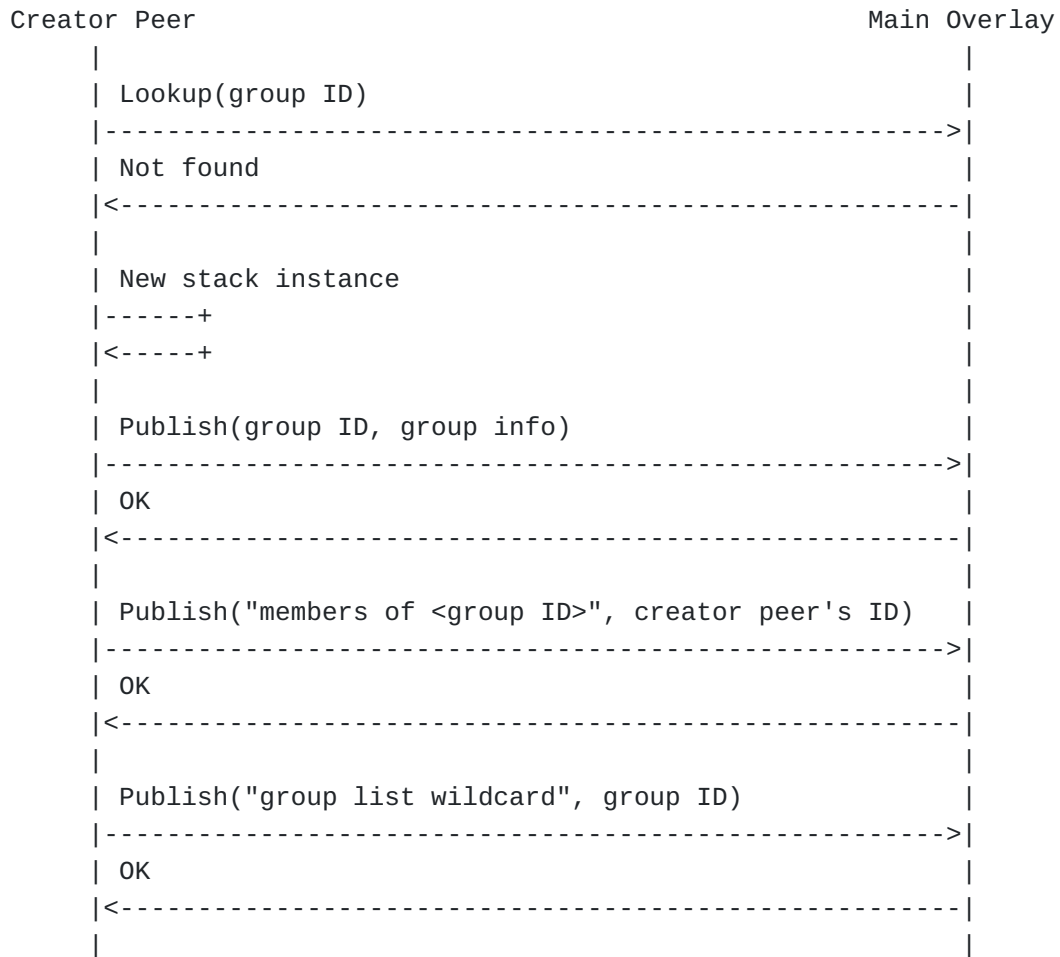 Creator Peer                                           Main Overlay
     |                                                        |
     | Lookup(group ID)                                       |
     |------------------------------------------------------->|
     | Not found                                              |
     |<-------------------------------------------------------|
     |                                                        |
     | New stack instance                                     |
     |------+                                                 |
     |<-----+                                                 |
     |                                                        |
     | Publish(group ID, group info)                          |
     |------------------------------------------------------->|
     | OK                                                     |
     |<-------------------------------------------------------|
     |                                                        |
     | Publish("members of <group ID>", creator peer's ID)    |
     |------------------------------------------------------->|
     | OK                                                     |
     |<-------------------------------------------------------|
     |                                                        |
     | Publish("group list wildcard", group ID)               |
     |------------------------------------------------------->|
     | OK                                                     |
     |<-------------------------------------------------------|
     |                                                        |